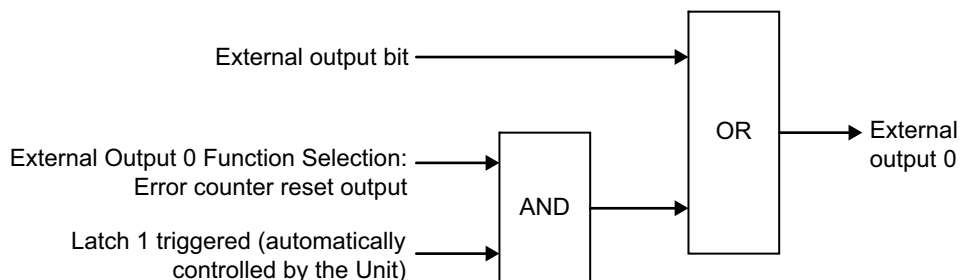 External output bit
OR
External
output 0
External Output 0 Function Selection:
Error counter reset output
AND
Latch 1 triggered (automatically
controlled by the Unit)